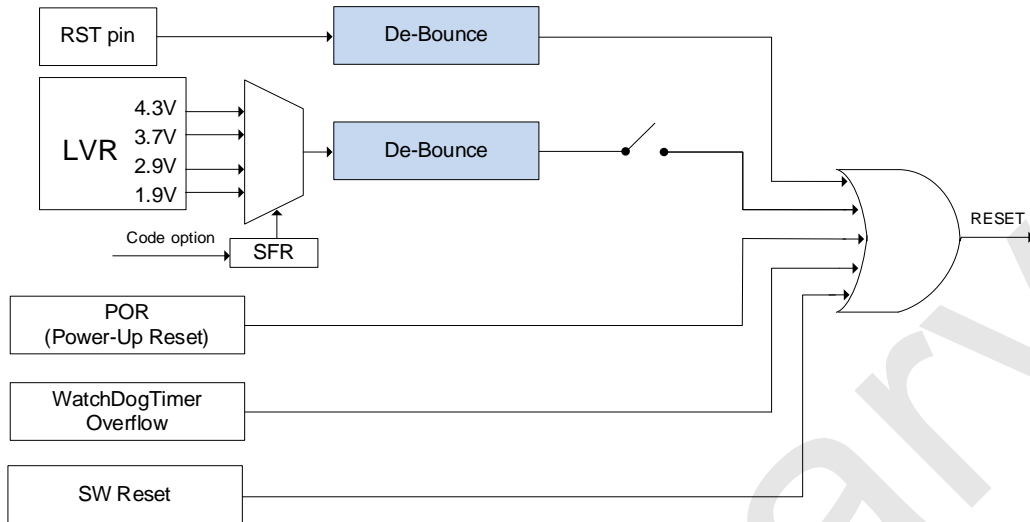 RST pin
De-Bounce
LVR
4.3V
3.7V
2.9V
1.9V
De-Bounce
Code option
SFR
RESET
POR
(Power-Up Reset)
WatchDogTimer
Overflow
SW Reset